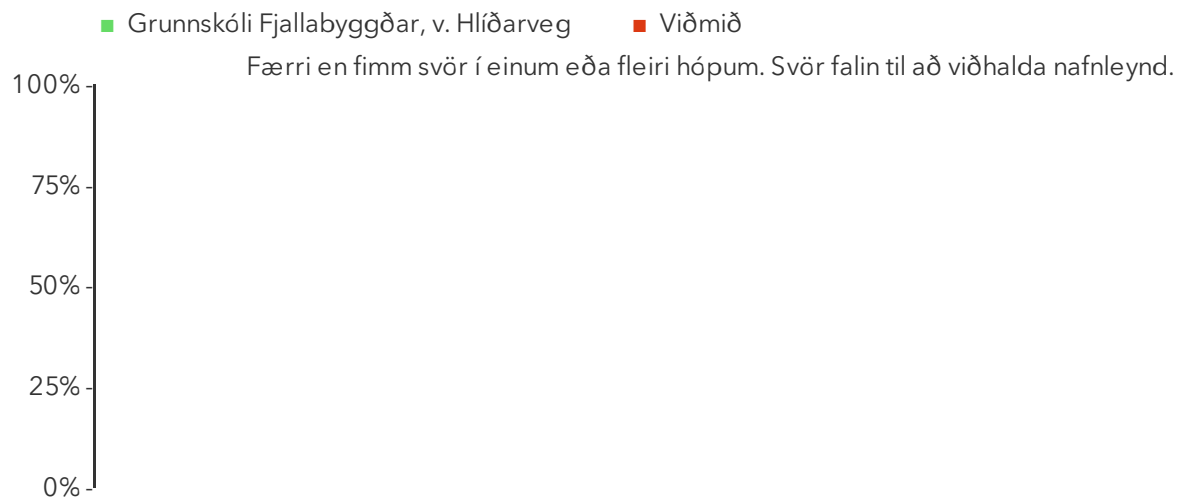 Grunnskóli Fjallabyggðar, v. Hlíðarveg Viðmið
Færri en fimm svör í einum eða fleiri hópum. Svör falin til að viðhalda nafnleynd.
100%
75%
50%
25%
0%